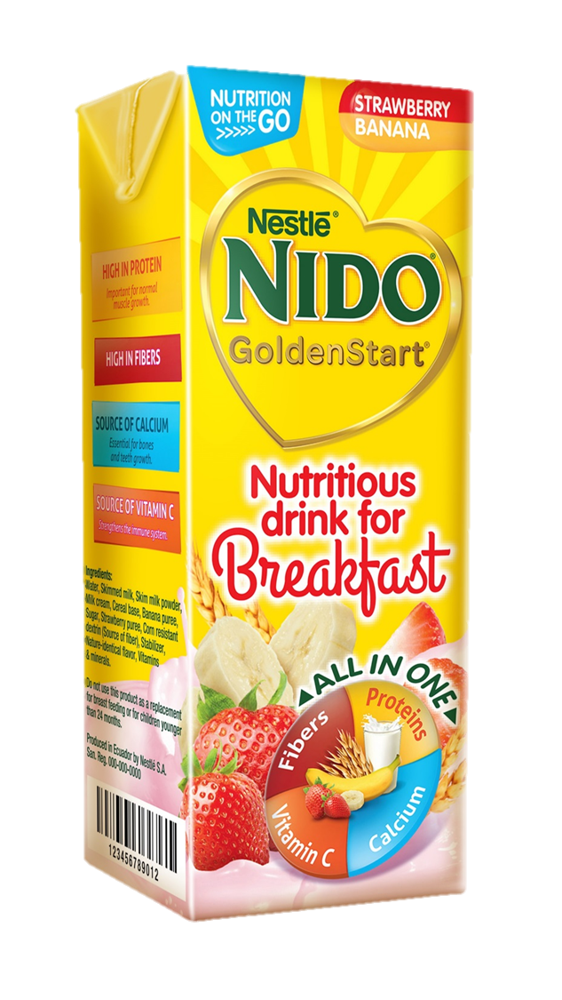 NUTRITION
ON THE GO
>>>>>
STRAWBERRY
BANANA
Nestlé®
NIDO®
GoldenStart®
Nutritious
drink for
Breakfast
ALL IN ONE
Fibers
Proteins
Vitamin C
Calcium
HIGH IN PROTEIN
Important for normal
muscle growth.
HIGH IN FIBERS
SOURCE OF CALCIUM
Essential for bones
and teeth growth.
SOURCE OF VITAMIN C
Strengthens the immune system.
Ingredients:
Water, Skimmed milk, Skim milk powder,
Milk cream, Cereal base, Banana puree,
Sugar, Strawberry puree, Corn resistant
dextrin (Source of fiber), Stabilizer,
Nature-identical flavor, Vitamins
& minerals.
Do not use this product as a replacement
for breast feeding or for children younger
than 24 months.
Produced in Ecuador by Nestlé S.A.
San. Reg. 000-000-0000
123456789012